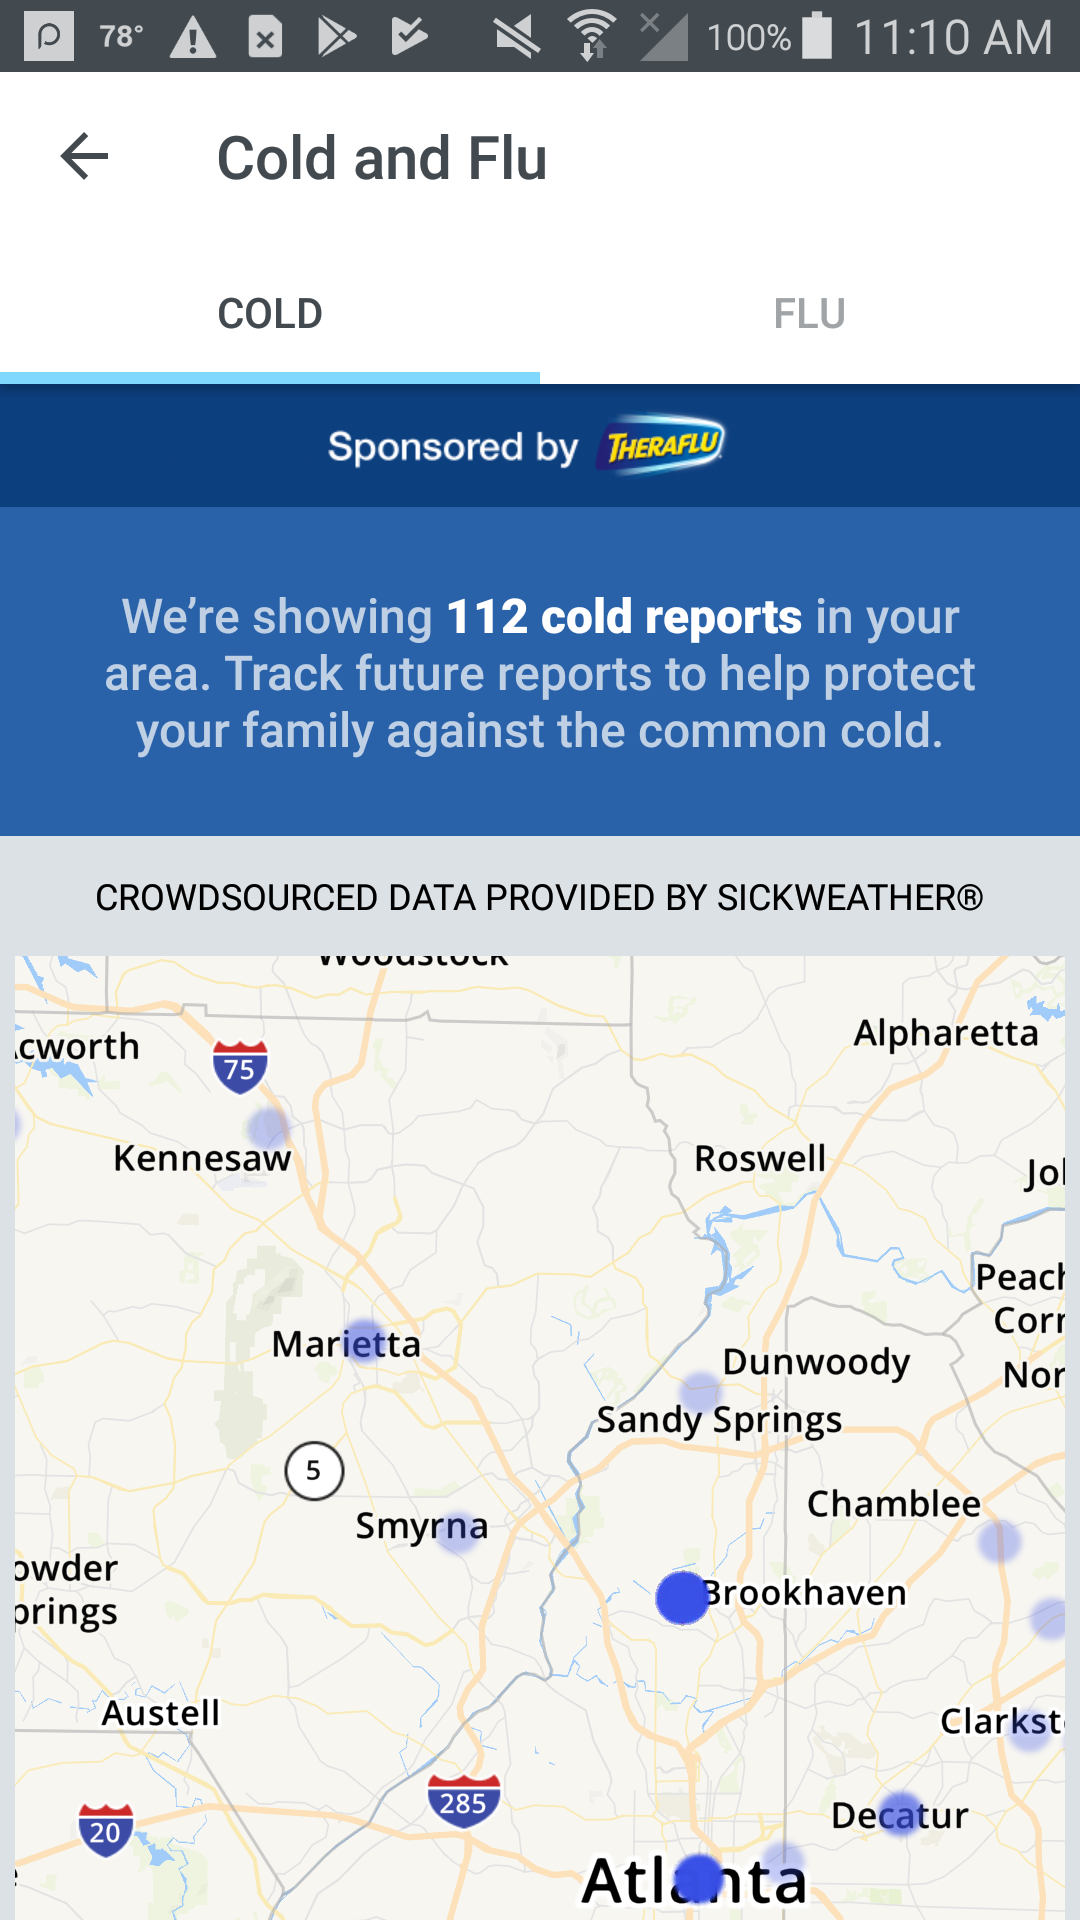 78° 100% 11:10 AM
Cold and Flu
COLD FLU
Sponsored by THERAFLU
We’re showing 112 cold reports in your
area. Track future reports to help protect
your family against the common cold.
CROWDSOURCED DATA PROVIDED BY SICKWEATHER®
Woodstock
Alpharetta
cworth
75
Kennesaw
Roswell
Jol
Peach
Corr
Marietta
Dunwoody
Nor
Sandy Springs
5
Chamblee
Smyrna
owder
prings
Brookhaven
Austell
Clarkst
285
20
Decatur
Atlanta